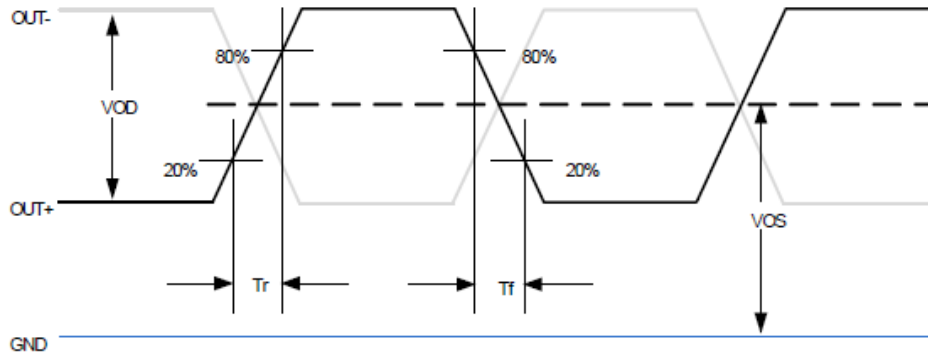 OUT-
80%
80%
VOD
20%
20%
OUT+
VOS
Tr
Tf
GND